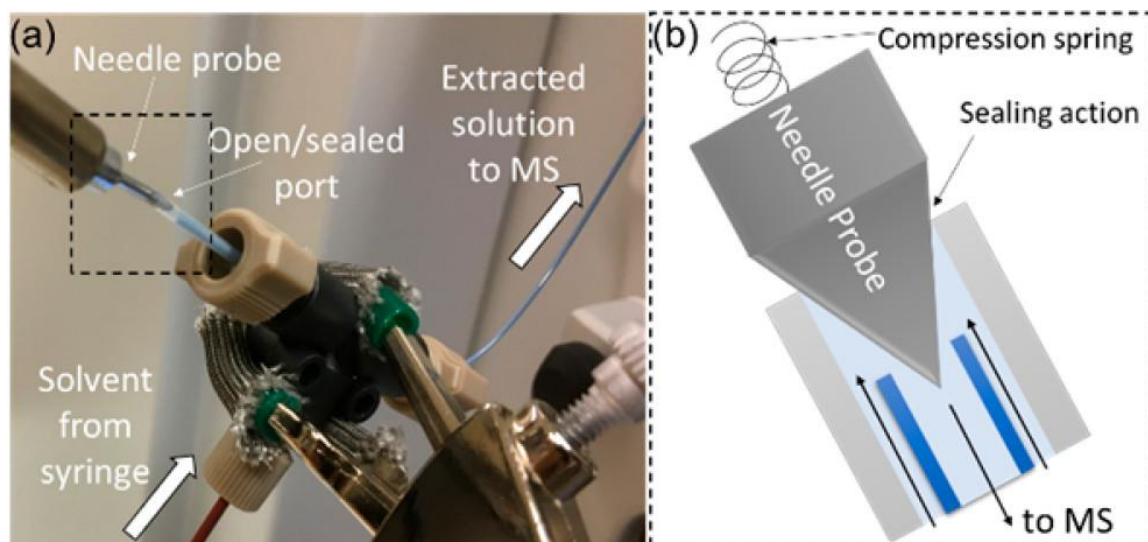 (a)
Needle probe
Open/sealed
port
Extracted
solution
to MS
Solvent
from
syringe
(b)
Compression spring
Sealing action
Needle Probe
to MS